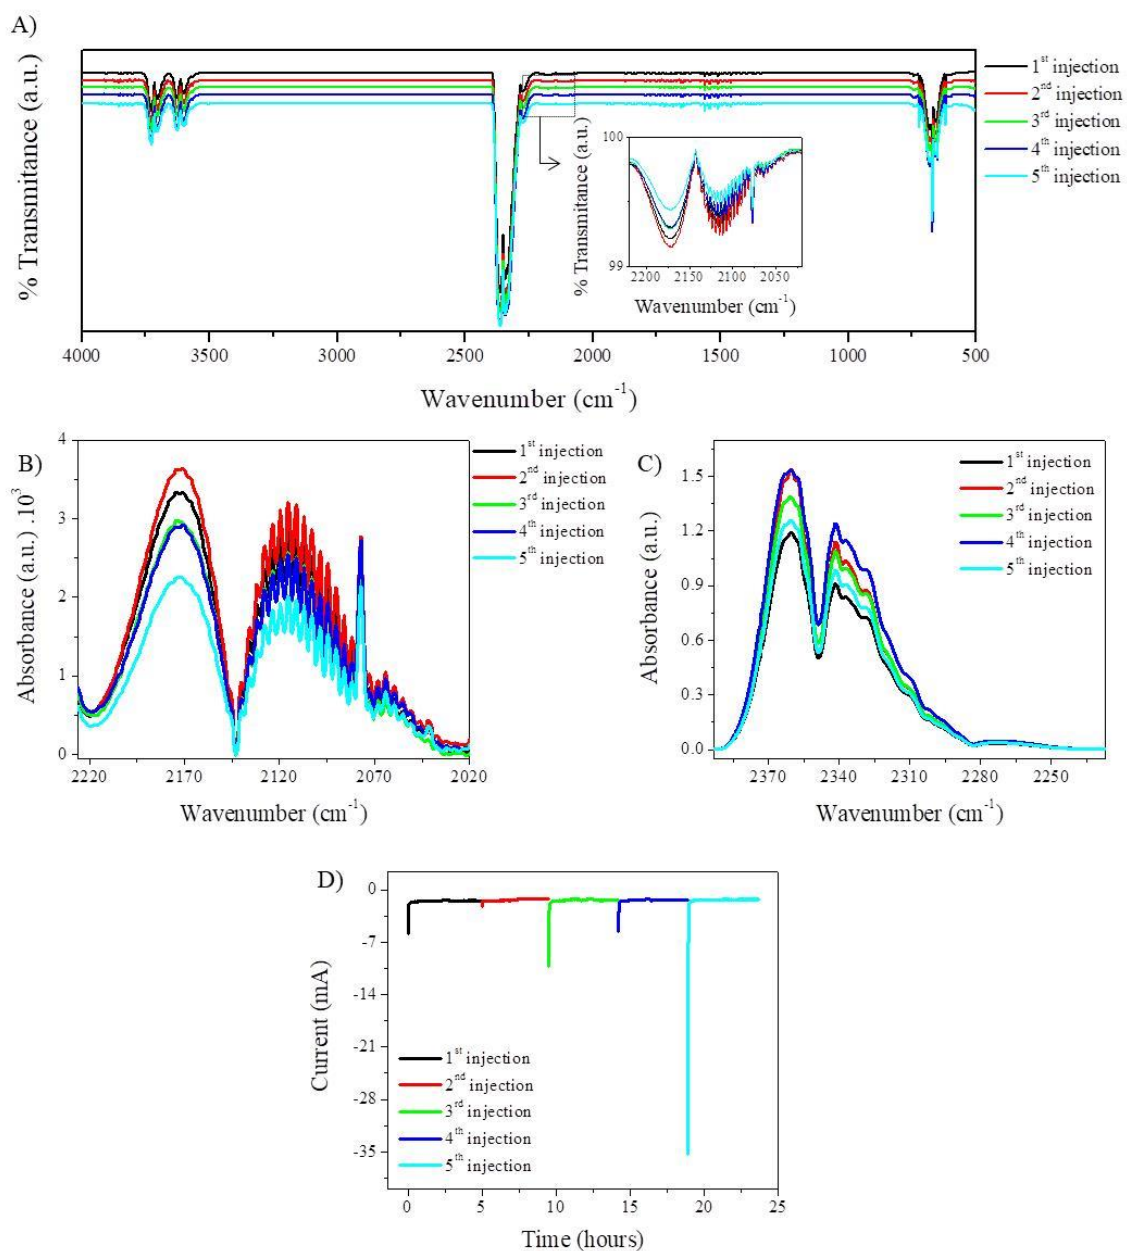 A)
% Transmitance (a.u.)
1st injection
2nd injection
3rd injection
4th injection
5th injection
100
99
% Transmitance (a.u.)
2200 2150 2100 2050
Wavenumber (cm-1)
4000 3500 3000 2500 2000 1500 1000 500
Wavenumber (cm-1)
B)
4
3
2
1
0
Absorbance (a.u.) .103
1st injection
2nd injection
3rd injection
4th injection
5th injection
2220 2170 2120 2070 2020
Wavenumber (cm-1)
C)
1.5
1.2
0.9
0.6
0.3
0.0
Absorbance (a.u.)
1st injection
2nd injection
3rd injection
4th injection
5th injection
2370 2340 2310 2280 2250
Wavenumber (cm-1)
D)
0
-7
-14
-21
-28
-35
Current (mA)
1st injection
2nd injection
3rd injection
4th injection
5th injection
0 5 10 15 20 25
Time (hours)